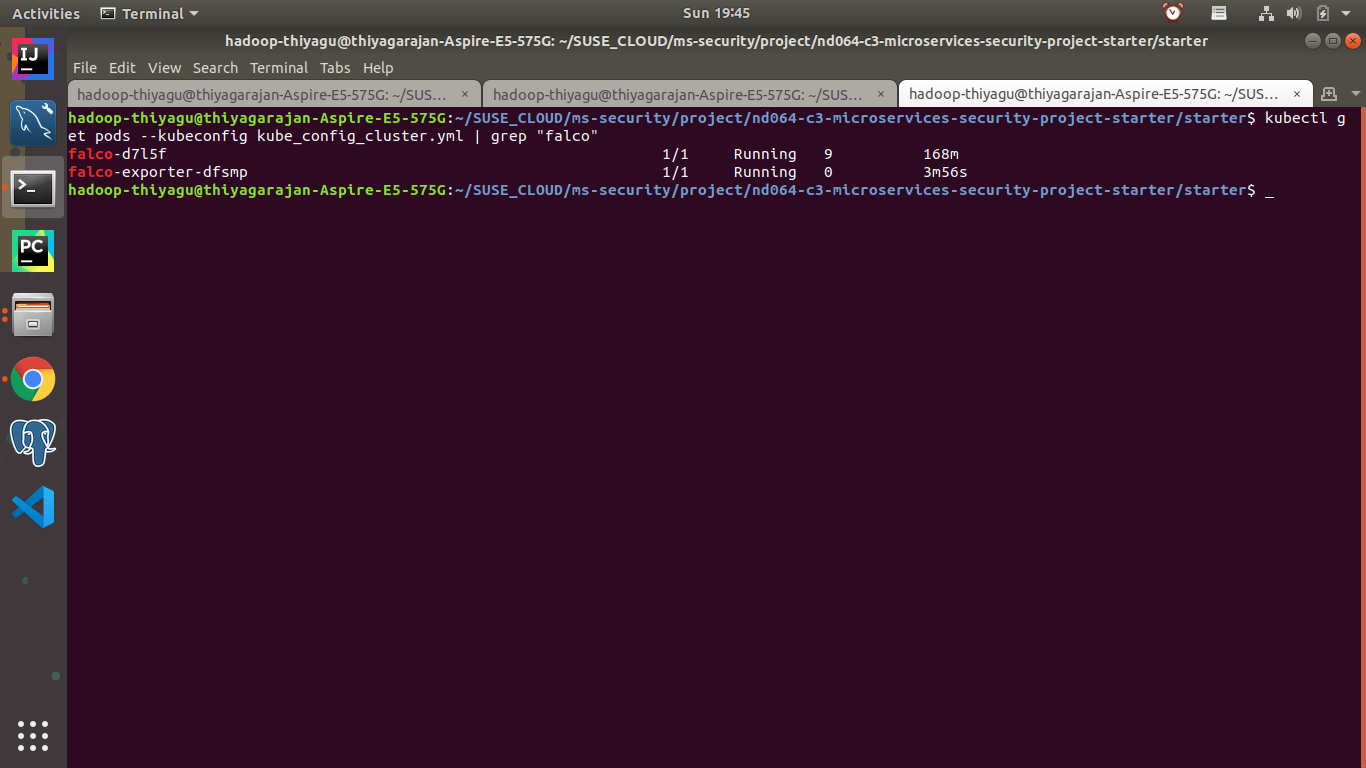 Activities Terminal Sun 19:45
hadoop-thiyagu@thiyagarajan-Aspire-E5-575G: ~/SUSE_CLOUD/ms-security/project/nd064-c3-microservices-security-project-starter/starter
File Edit View Search Terminal Tabs Help
hadoop-thiyagu@thiyagarajan-Aspire-E5-575G: ~/SUS... × hadoop-thiyagu@thiyagarajan-Aspire-E5-575G: ~/SUS... × hadoop-thiyagu@thiyagarajan-Aspire-E5-575G: ~/SUS... ×
hadoop-thiyagu@thiyagarajan-Aspire-E5-575G:~/SUSE_CLOUD/ms-security/project/nd064-c3-microservices-security-project-starter/starter$ kubectl g
et pods --kubeconfig kube_config_cluster.yml | grep "falco"
falco-d7l5f 1/1 Running 9 168m
falco-exporter-dfsmp 1/1 Running 0 3m56s
hadoop-thiyagu@thiyagarajan-Aspire-E5-575G:~/SUSE_CLOUD/ms-security/project/nd064-c3-microservices-security-project-starter/starter$ _
IJ
PC